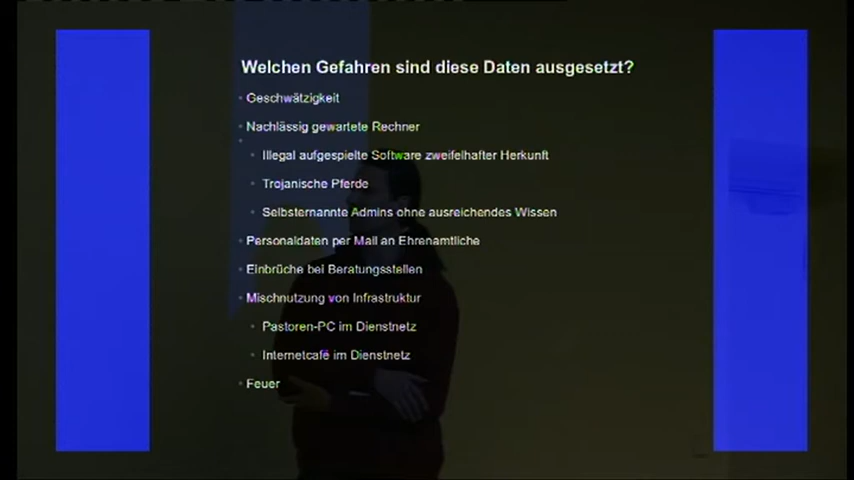 Welchen Gefahren sind diese Daten ausgesetzt?
Geschwätzigkeit
Nachlässig gewartete Rechner
Illegal aufgespielte Software zweifelhafter Herkunft
Trojanische Pferde
Selbsternannte Admins ohne ausreichendes Wissen
Personaldaten per Mail an Ehrenamtliche
Einbrüche bei Beratungsstellen
Mischnutzung von Infrastruktur
Pastoren-PC im Dienstnetz
Internetcafé im Dienstnetz
Feuer